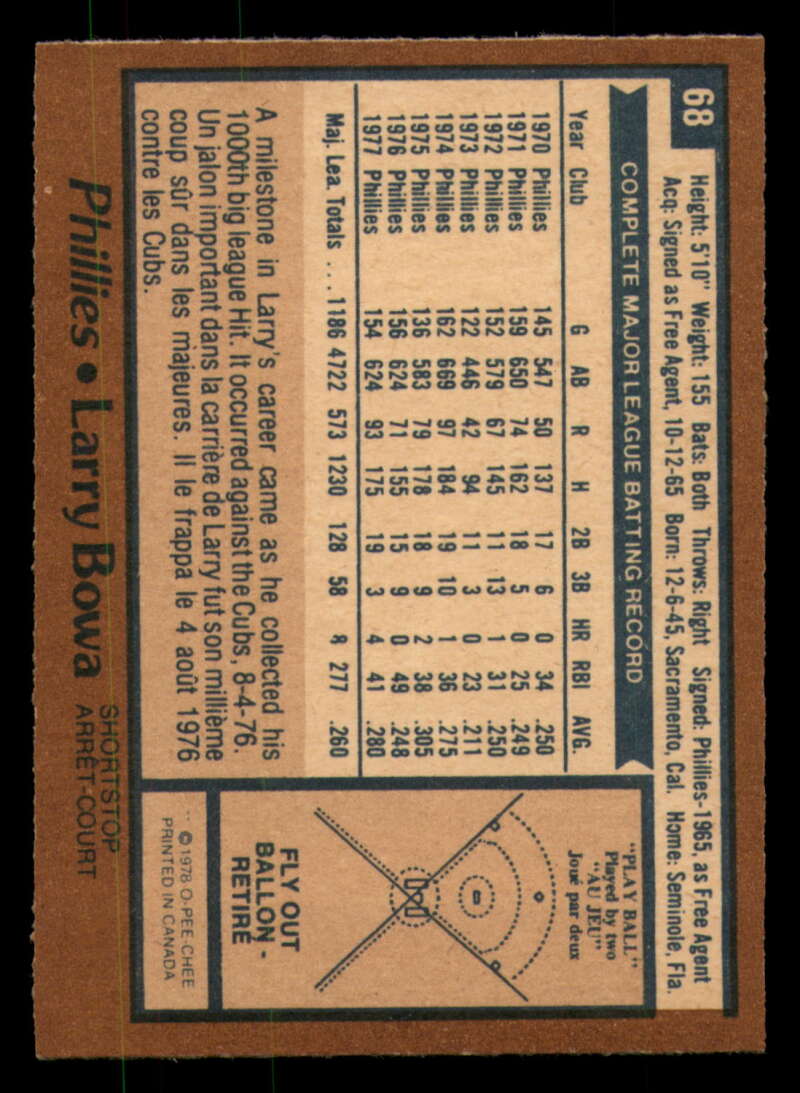 68
Height: 5'10" Weight: 155 Bats: Both Throws: Right Signed: Phillies-1965, as Free Agent
Acq: Signed as Free Agent, 10-12-65 Born: 12-6-45, Sacramento, Cal. Home: Seminole, Fla.
COMPLETE MAJOR LEAGUE BATTING RECORD
Year Club G AB R H 2B 3B HR RBI AVG.
1970 Phillies 145 547 50 137 17 6 0 34 .250
1971 Phillies 159 650 74 162 18 5 0 25 .249
1972 Phillies 152 579 67 145 11 13 1 31 .250
1973 Phillies 122 446 42 94 11 3 0 23 .211
1974 Phillies 162 669 97 184 19 10 1 36 .275
1975 Phillies 136 583 79 178 18 9 2 38 .305
1976 Phillies 156 624 71 155 15 9 0 49 .248
1977 Phillies 154 624 93 175 19 3 4 41 .280
Maj. Lea. Totals ... 1186 4722 573 1230 128 58 8 277 .260
A milestone in Larry's career came as he collected his
1000th big league Hit. It occurred against the Cubs, 8-4-76.
Un jalon important dans la carrière de Larry fut son millième
coup sûr dans les majeures. Il le frappa le 4 août 1976
contre les Cubs.
"PLAY BALL"
Played by two
"AU JEU"
Joué par deux
FLY OUT
BALLON -
RETIRÉ
©1978 O-PEE-CHEE
PRINTED IN CANADA
Phillies • Larry Bowa
SHORTSTOP
ARRÊT-COURT